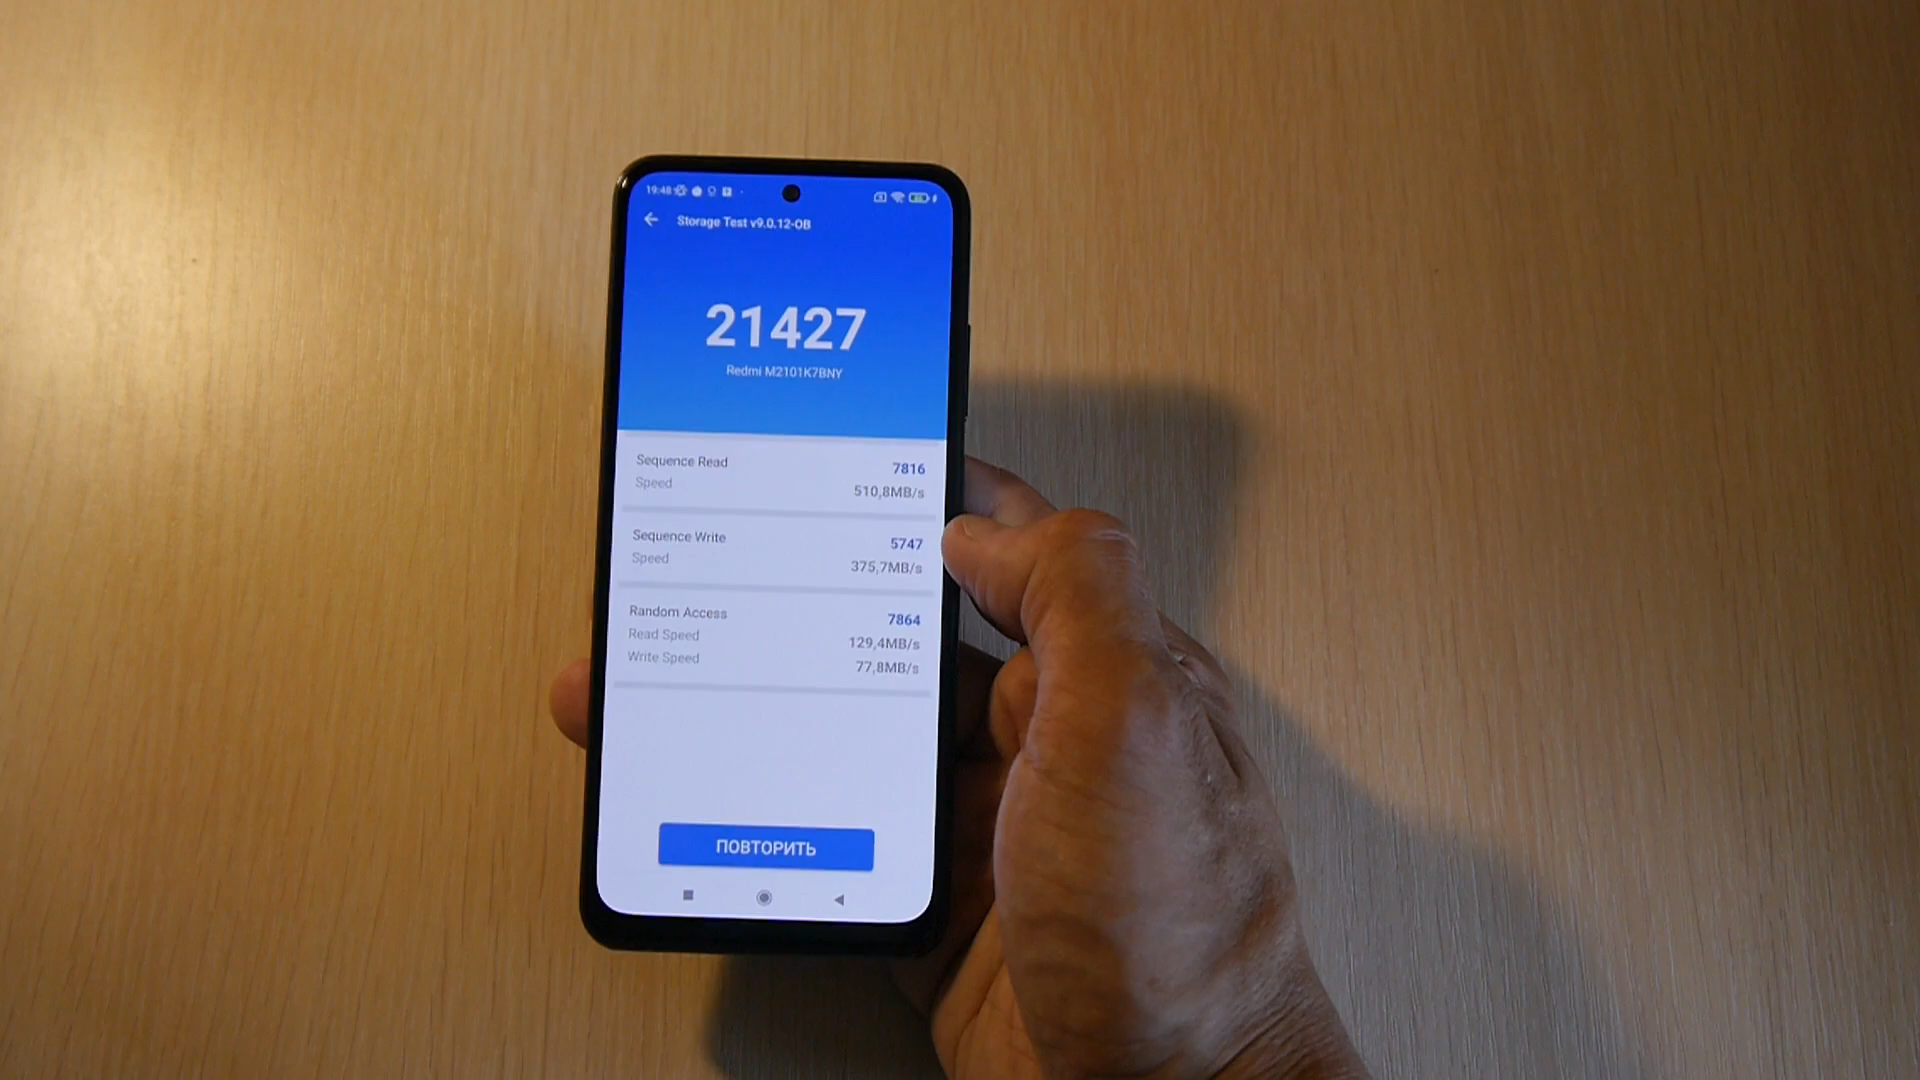 19:48
Storage Test v9.0.12-OB
21427
Redmi M2101K7BNY
Sequence Read 7816
Speed 510,8MB/s
Sequence Write 5747
Speed 375,7MB/s
Random Access 7864
Read Speed 129,4MB/s
Write Speed 77,8MB/s
ПОВТОРИТЬ